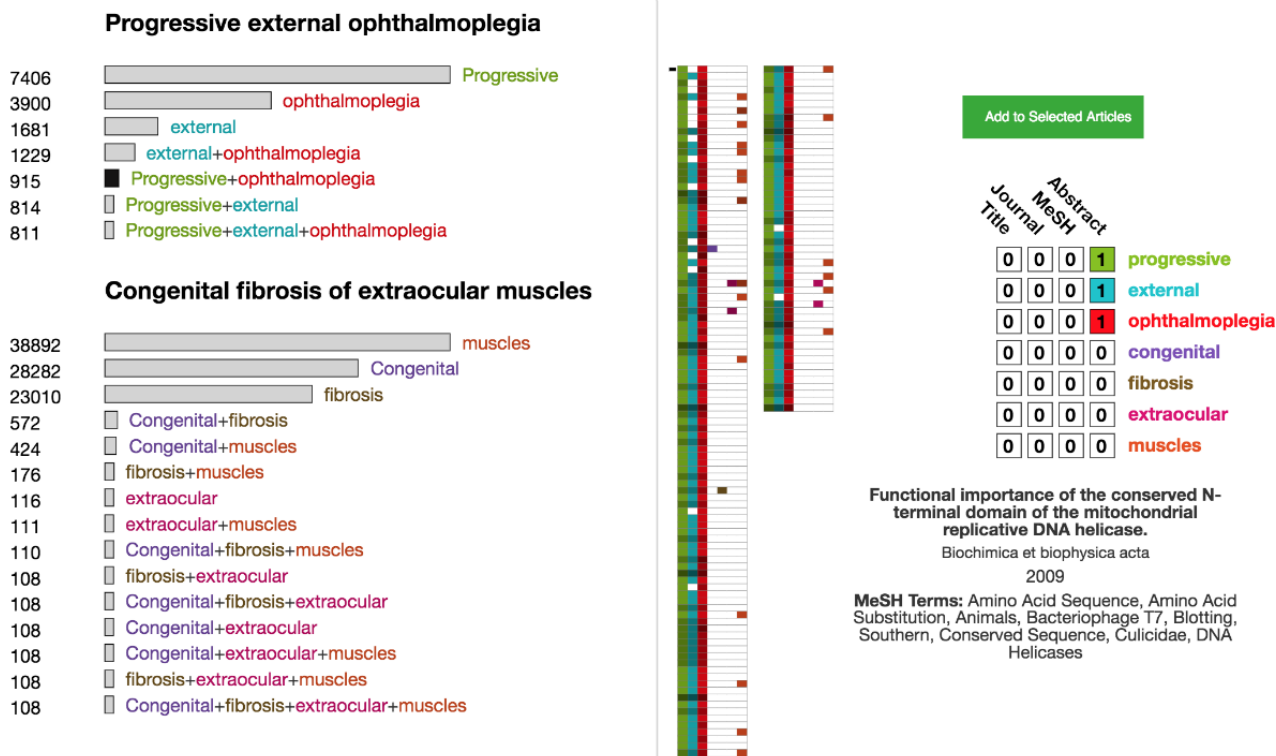 Progressive external ophthalmoplegia
7406 Progressive
3900 ophthalmoplegia
1681 external
1229 external+ophthalmoplegia
915 Progressive+ophthalmoplegia
814 Progressive+external
811 Progressive+external+ophthalmoplegia
Congenital fibrosis of extraocular muscles
38892 muscles
28282 Congenital
23010 fibrosis
572 Congenital+fibrosis
424 Congenital+muscles
176 fibrosis+muscles
116 extraocular
111 extraocular+muscles
110 Congenital+fibrosis+muscles
108 fibrosis+extraocular
108 Congenital+fibrosis+extraocular
108 Congenital+extraocular
108 Congenital+extraocular+muscles
108 fibrosis+extraocular+muscles
108 Congenital+fibrosis+extraocular+muscles
Add to Selected Articles
Title Journal MeSH Abstract
0 0 0 1 progressive
0 0 0 1 external
0 0 0 1 ophthalmoplegia
0 0 0 0 congenital
0 0 0 0 fibrosis
0 0 0 0 extraocular
0 0 0 0 muscles
Functional importance of the conserved N-
terminal domain of the mitochondrial
replicative DNA helicase.
Biochimica et biophysica acta
2009
MeSH Terms: Amino Acid Sequence, Amino Acid
Substitution, Animals, Bacteriophage T7, Blotting,
Southern, Conserved Sequence, Culicidae, DNA
Helicases